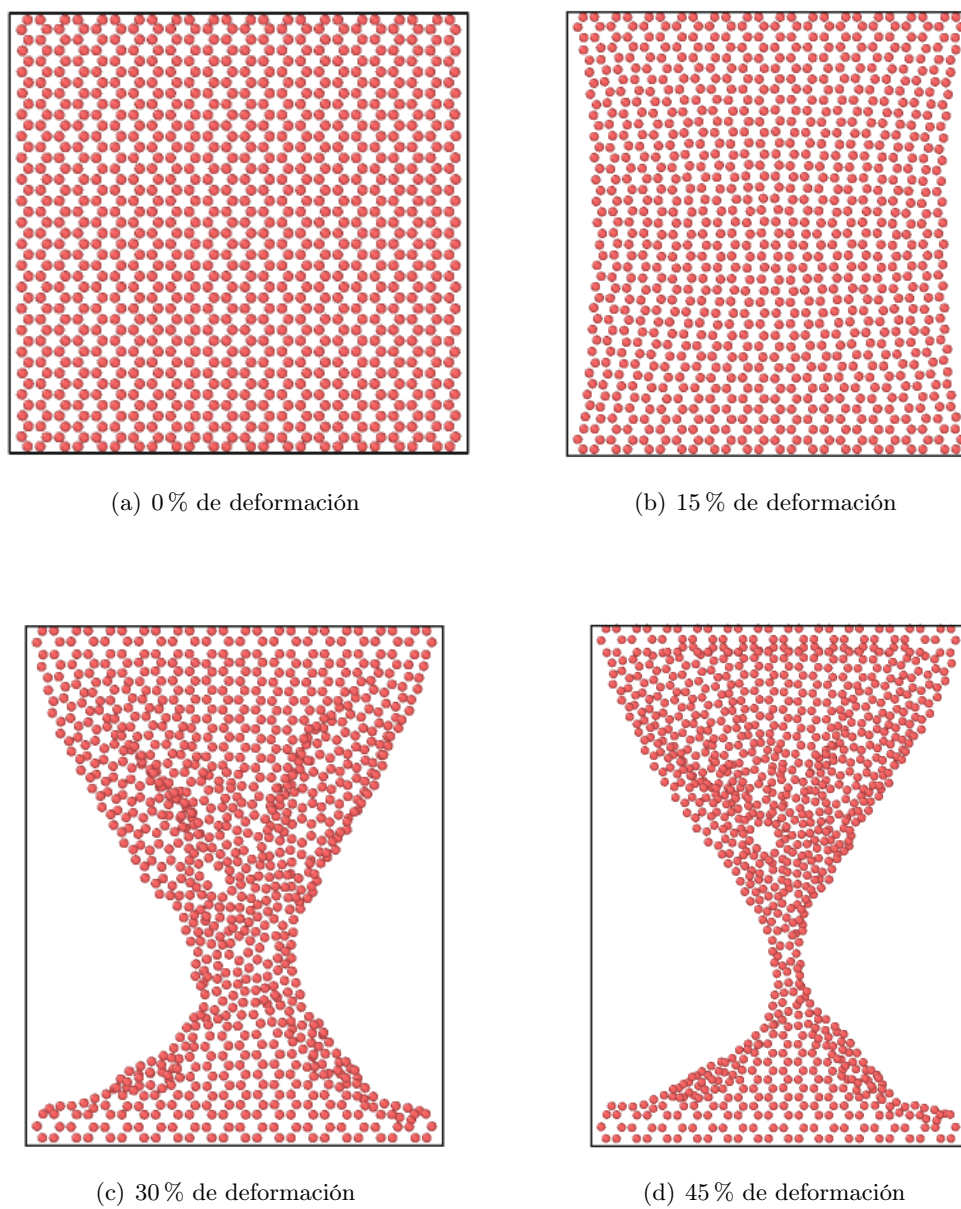 (a) 0 % de deformación
(b) 15 % de deformación
(c) 30 % de deformación
(d) 45 % de deformación